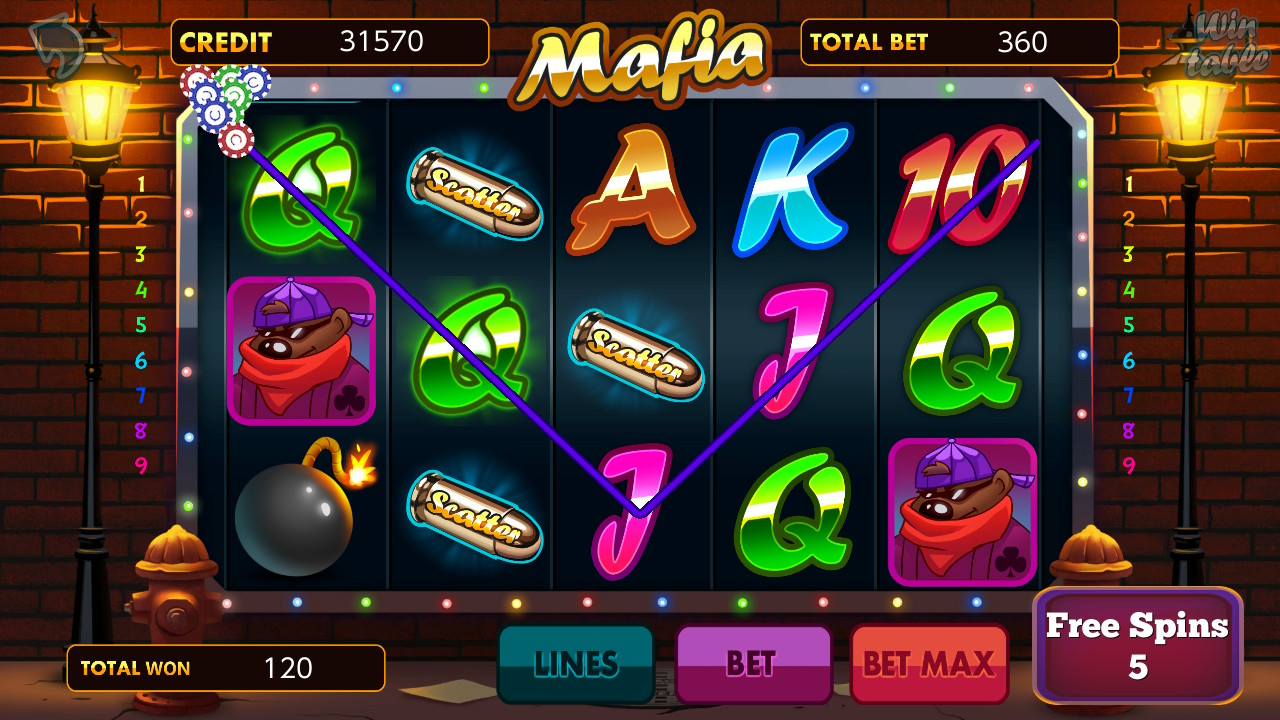 CREDIT 31570
Mafia
TOTAL BET 360
Win
table
1 1
2 2
3 3
4 4
5 5
6 6
7 7
8 8
9 9
Q Scatter A K 10
Q Scatter J Q
Scatter J Q
TOTAL WON 120
LINES
BET
BET MAX
Free Spins
5